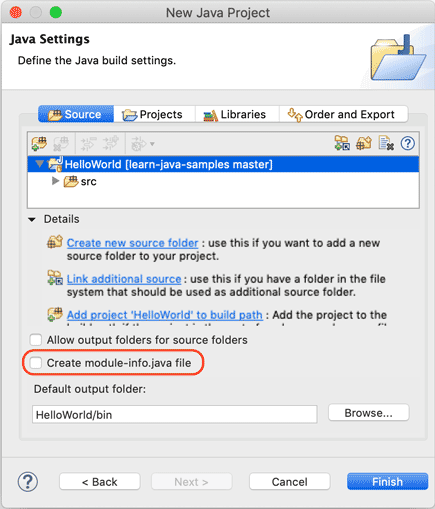 New Java Project
Java Settings
Define the Java build settings.
Source
Projects
Libraries
Order and Export
HelloWorld [learn-java-samples master]
src
Details
Create new source folder : use this if you want to add a new
source folder to your project.
Link additional source : use this if you have a folder in the file
system that should be used as additional source folder.
Add project 'HelloWorld' to build path : Add the project to the
Allow output folders for source folders
Create module-info.java file
Default output folder:
HelloWorld/bin
Browse...
?
< Back
Next >
Cancel
Finish